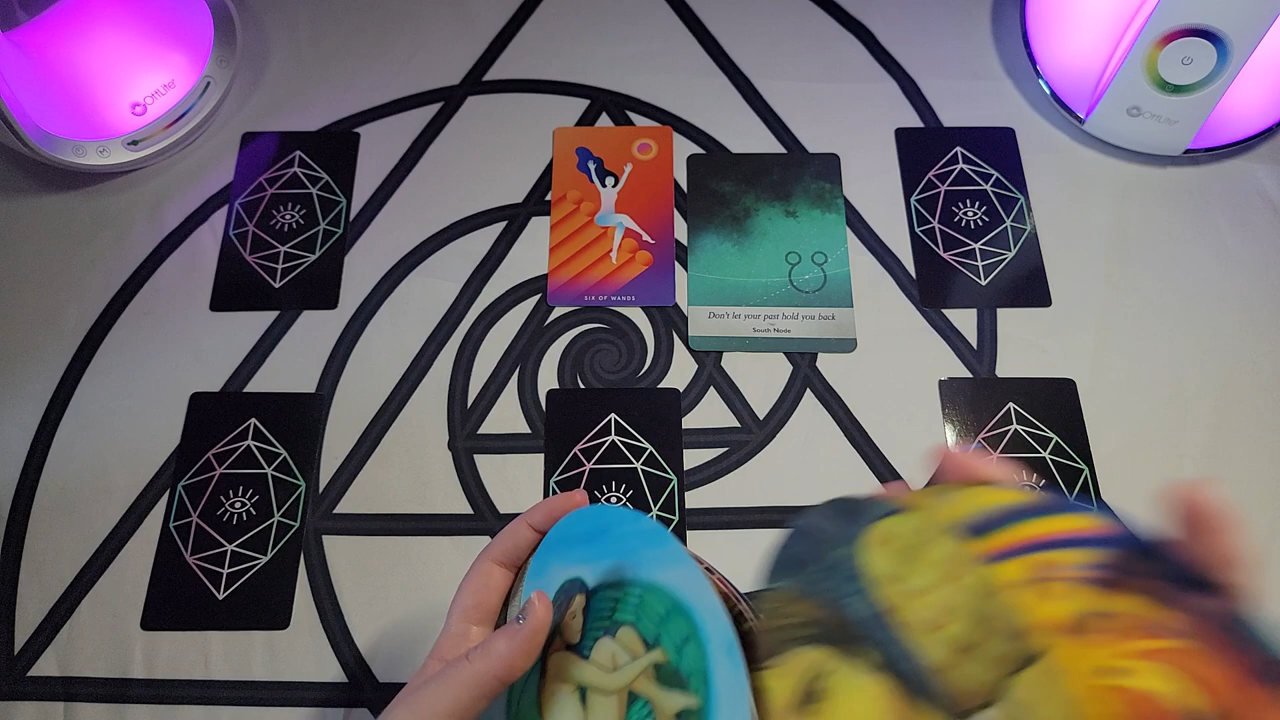 OttLite
OttLite
SIX OF WANDS
Don't let your past hold you back
South Node